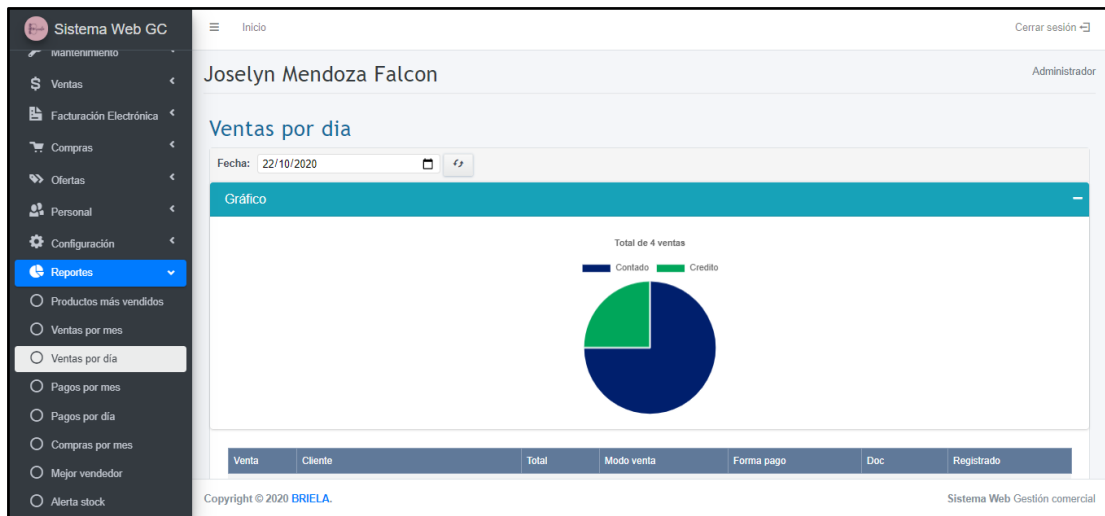 Sistema Web GC
Inicio
Cerrar sesión
Mantenimiento
Ventas
Facturación Electrónica
Compras
Ofertas
Personal
Configuración
Reportes
Productos más vendidos
Ventas por mes
Ventas por día
Pagos por mes
Pagos por día
Compras por mes
Mejor vendedor
Alerta stock
Joselyn Mendoza Falcon
Administrador
Ventas por dia
Fecha: 22/10/2020
Gráfico
Total de 4 ventas
Contado Credito
Venta Cliente Total Modo venta Forma pago Doc Registrado
Copyright © 2020 BRIELA.
Sistema Web Gestión comercial